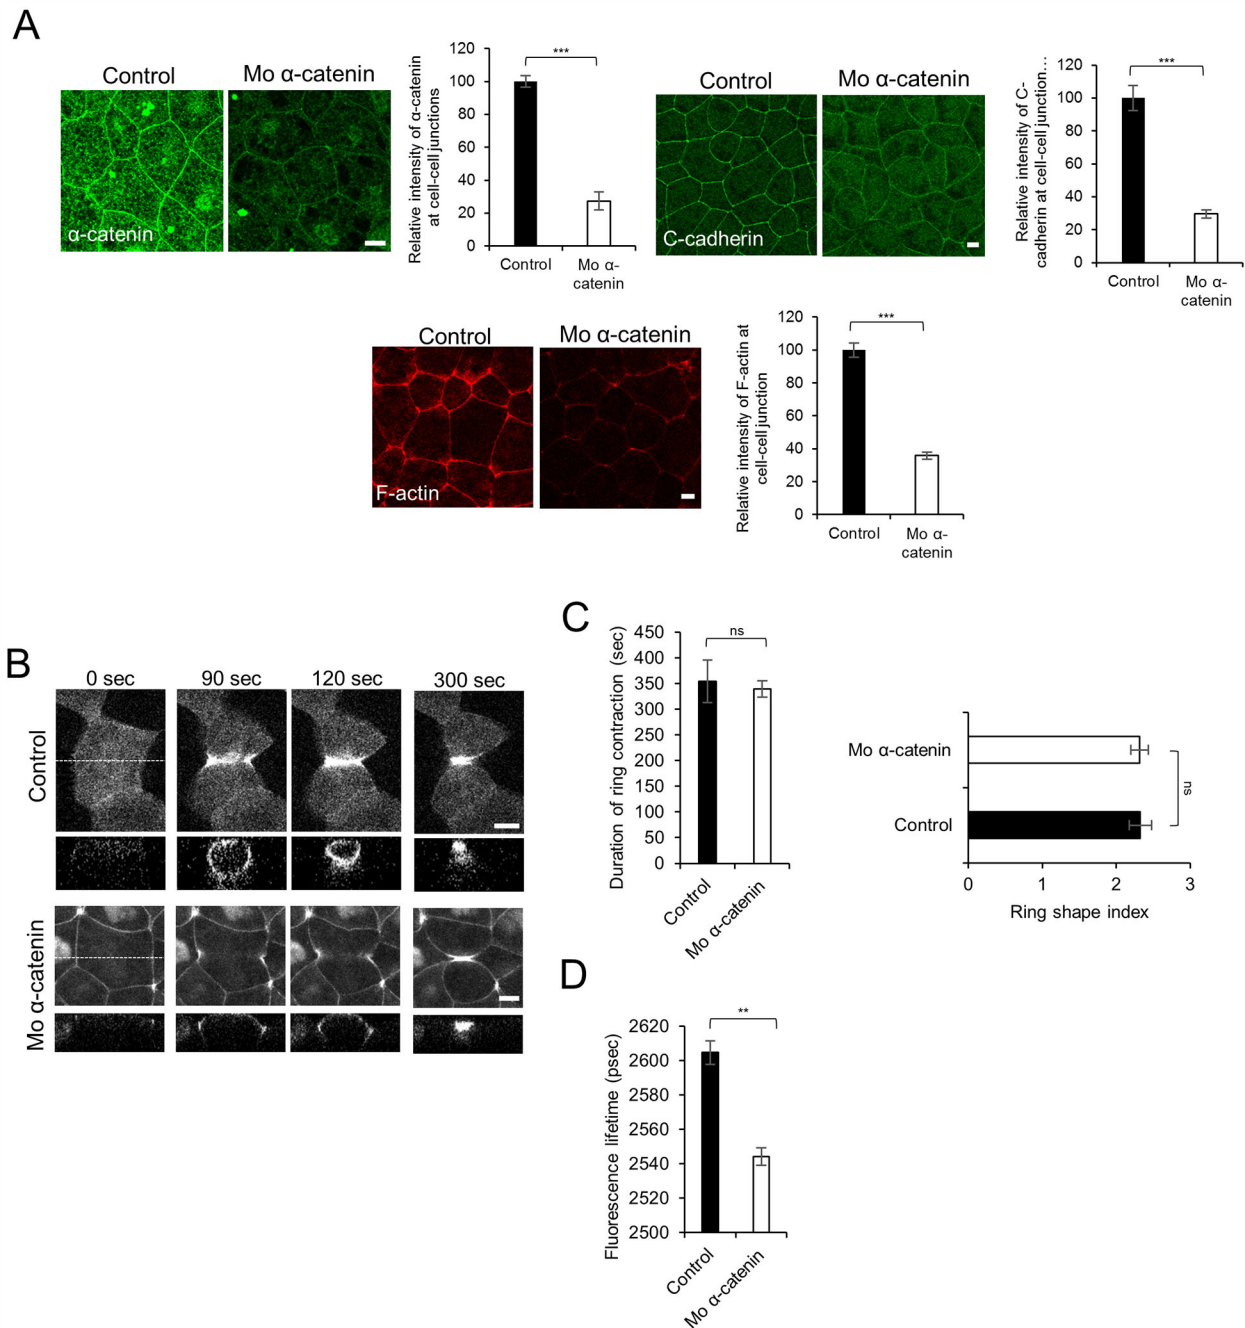 A
Control
Mo α-catenin
α-catenin
Relative intensity of α-catenin
at cell-cell junctions
120
100
80
60
40
20
0
***
Control
Mo α-
catenin
Control
Mo α-catenin
C-cadherin
Relative intensity of C-
cadherin at cell-cell junction…
120
100
80
60
40
20
0
***
Control
Mo α-
catenin
Control
Mo α-catenin
F-actin
Relative intensity of F-actin at
cell-cell junction
120
100
80
60
40
20
0
***
Control
Mo α-
catenin
B
0 sec
90 sec
120 sec
300 sec
Control
Mo α-catenin
C
Duration of ring contraction (sec)
450
400
350
300
250
200
150
100
50
0
ns
Control
Mo α-catenin
Mo α-catenin
Control
ns
0
1
2
3
Ring shape index
D
Fluorescence lifetime (psec)
2620
2600
2580
2560
2540
2520
2500
**
Control
Mo α-catenin